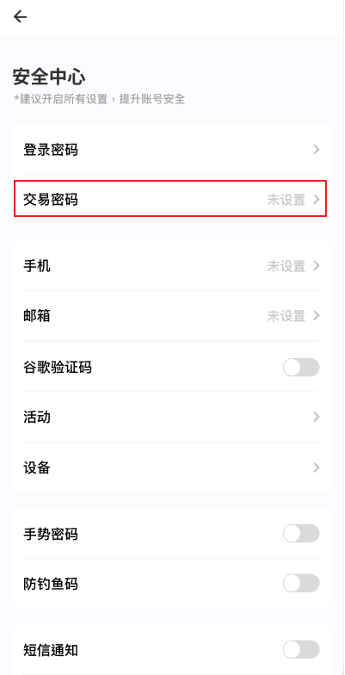 安全中心
*建议开启所有设置，提升账号安全
登录密码
交易密码 未设置
手机 未设置
邮箱 未设置
谷歌验证码
活动
设备
手势密码
防钓鱼码
短信通知